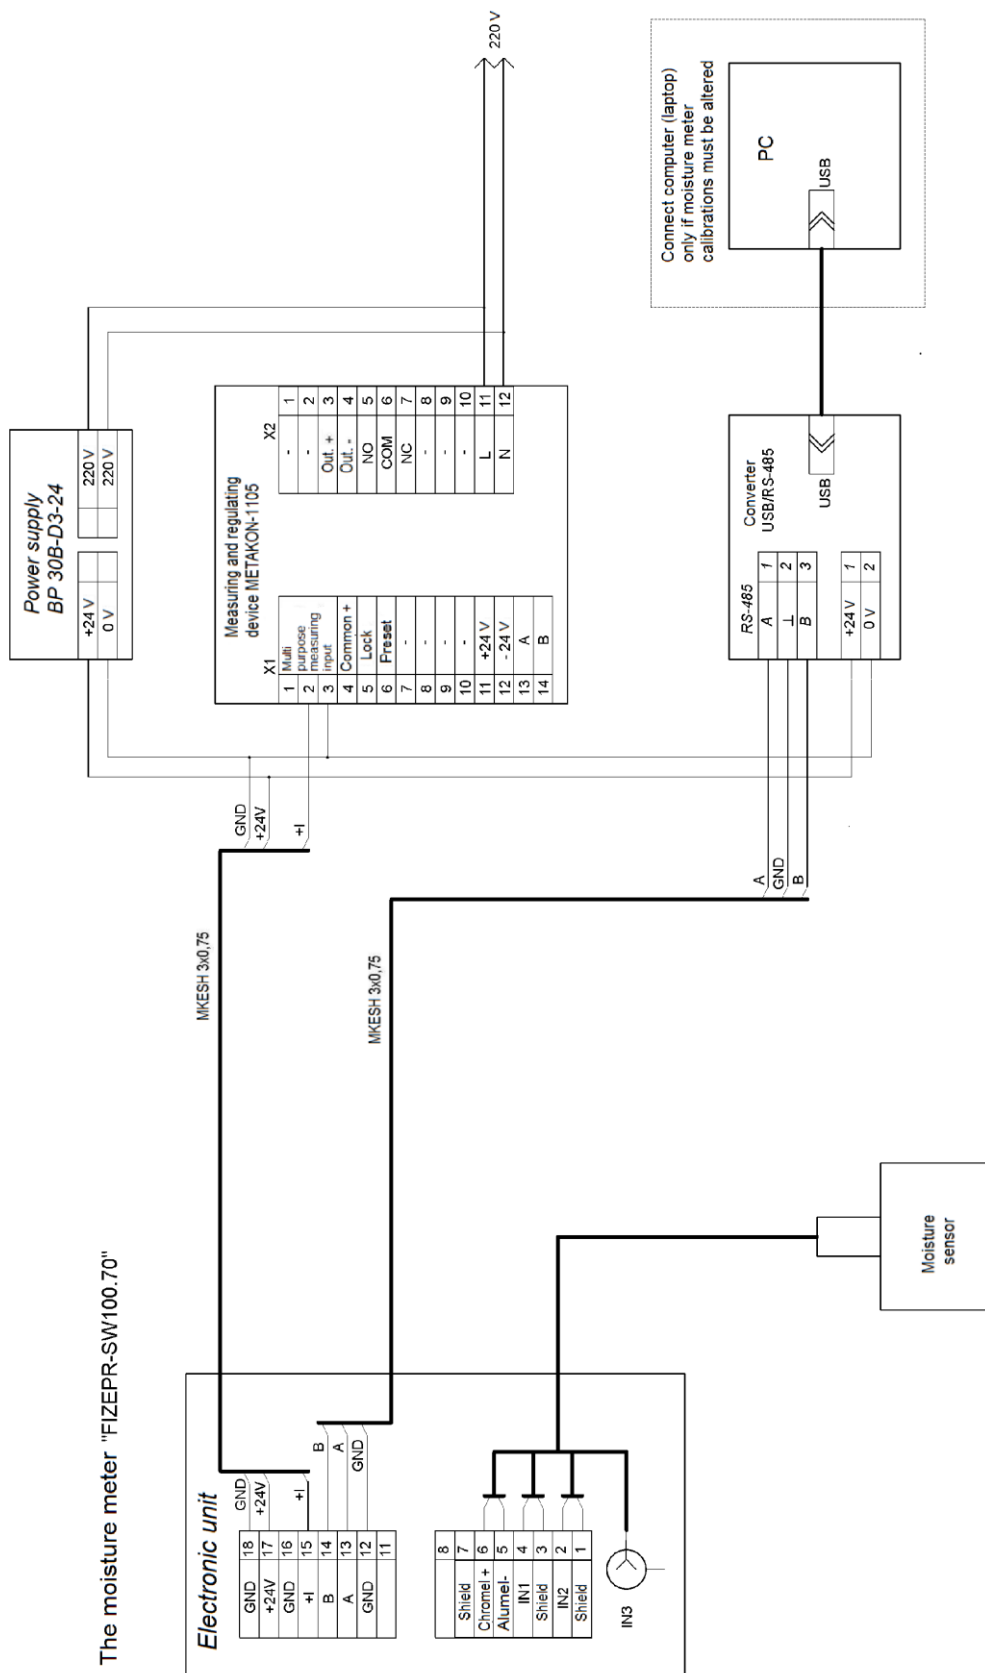 The moisture meter "FIZEPR-SW100.70"
Power supply
BP 30B-D3-24
+24 V
0 V
220 V
220 V
220 V
Measuring and regulating
device METAKON-1105
X1
1 Multi
2 purpose measuring
3 input
4 Common +
5 Lock
6 Preset
7 -
8 -
9 -
10 -
11 +24 V
12 - 24 V
13 A
14 B
X2
- 1
- 2
Out. + 3
Out. - 4
NO 5
COM 6
NC 7
- 8
- 9
- 10
L 11
N 12
GND
+24V
+I
MKESH 3x0,75
MKESH 3x0,75
Electronic unit
GND 18
+24V 17
GND 16
+I 15
B 14
A 13
GND 12
11
GND
+24V
+I
B
A
GND
8
Shield 7
Chromel + 6
Alumel- 5
IN1 4
Shield 3
IN2 2
Shield 1
IN3
Moisture
sensor
A
GND
B
RS-485
A 1
⊥ 2
B 3
+24 V 1
0 V 2
Converter
USB/RS-485
USB
Connect computer (laptop)
only if moisture meter
calibrations must be altered
PC
USB